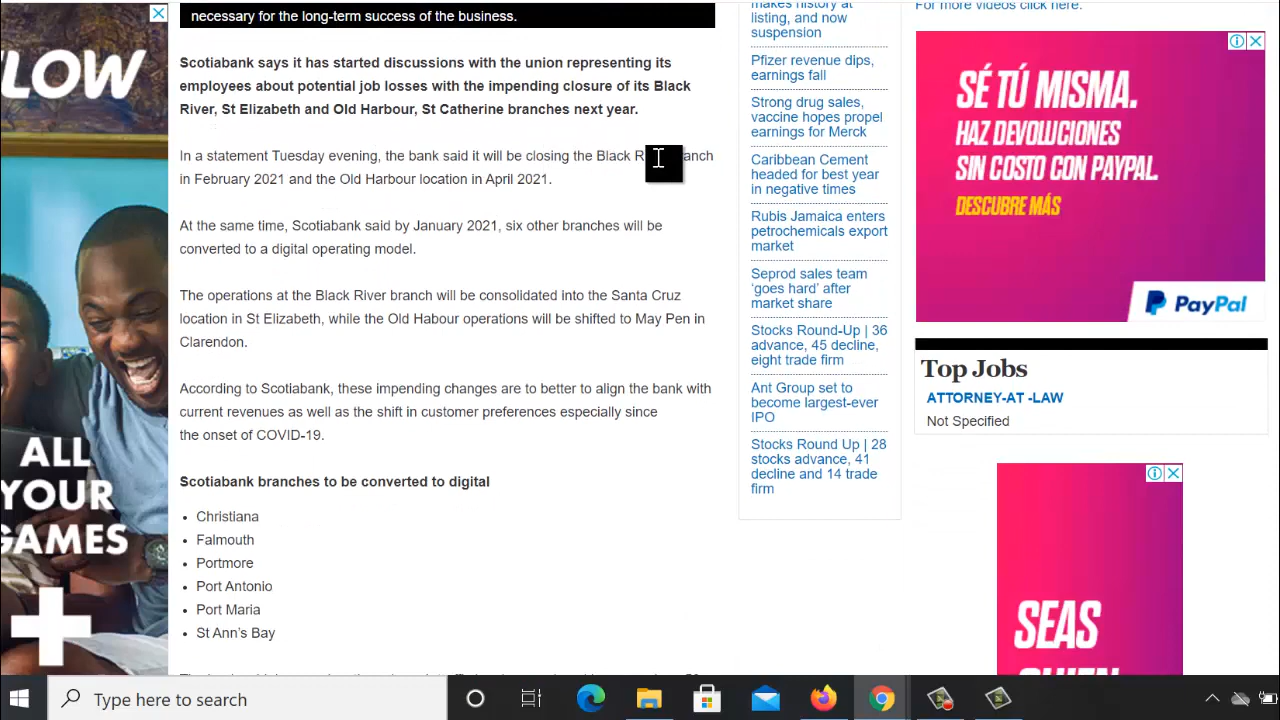 LOW
ALL
YOUR
GAMES
necessary for the long-term success of the business.
Scotiabank says it has started discussions with the union representing its
employees about potential job losses with the impending closure of its Black
River, St Elizabeth and Old Harbour, St Catherine branches next year.
In a statement Tuesday evening, the bank said it will be closing the Black
in February 2021 and the Old Harbour location in April 2021.
At the same time, Scotiabank said by January 2021, six other branches will be
converted to a digital operating model.
The operations at the Black River branch will be consolidated into the Santa Cruz
location in St Elizabeth, while the Old Habour operations will be shifted to May Pen in
Clarendon.
According to Scotiabank, these impending changes are to better to align the bank with
current revenues as well as the shift in customer preferences especially since
the onset of COVID-19.
Scotiabank branches to be converted to digital
• Christiana
• Falmouth
• Portmore
• Port Antonio
• Port Maria
• St Ann's Bay
makes history at
listing, and now
suspension
Pfizer revenue dips,
earnings fall
Strong drug sales,
vaccine hopes propel
earnings for Merck
Caribbean Cement
headed for best year
in negative times
Rubis Jamaica enters
petrochemicals export
market
Seprod sales team
‘goes hard’ after
market share
Stocks Round-Up | 36
advance, 45 decline,
eight trade firm
Ant Group set to
become largest-ever
IPO
Stocks Round Up | 28
stocks advance, 41
decline and 14 trade
firm
For more videos click here.
SÉ TÚ MISMA.
HAZ DEVOLUCIONES
SIN COSTO CON PAYPAL.
DESCUBRE MÁS
PayPal
Top Jobs
ATTORNEY-AT -LAW
Not Specified
SEAS
Type here to search